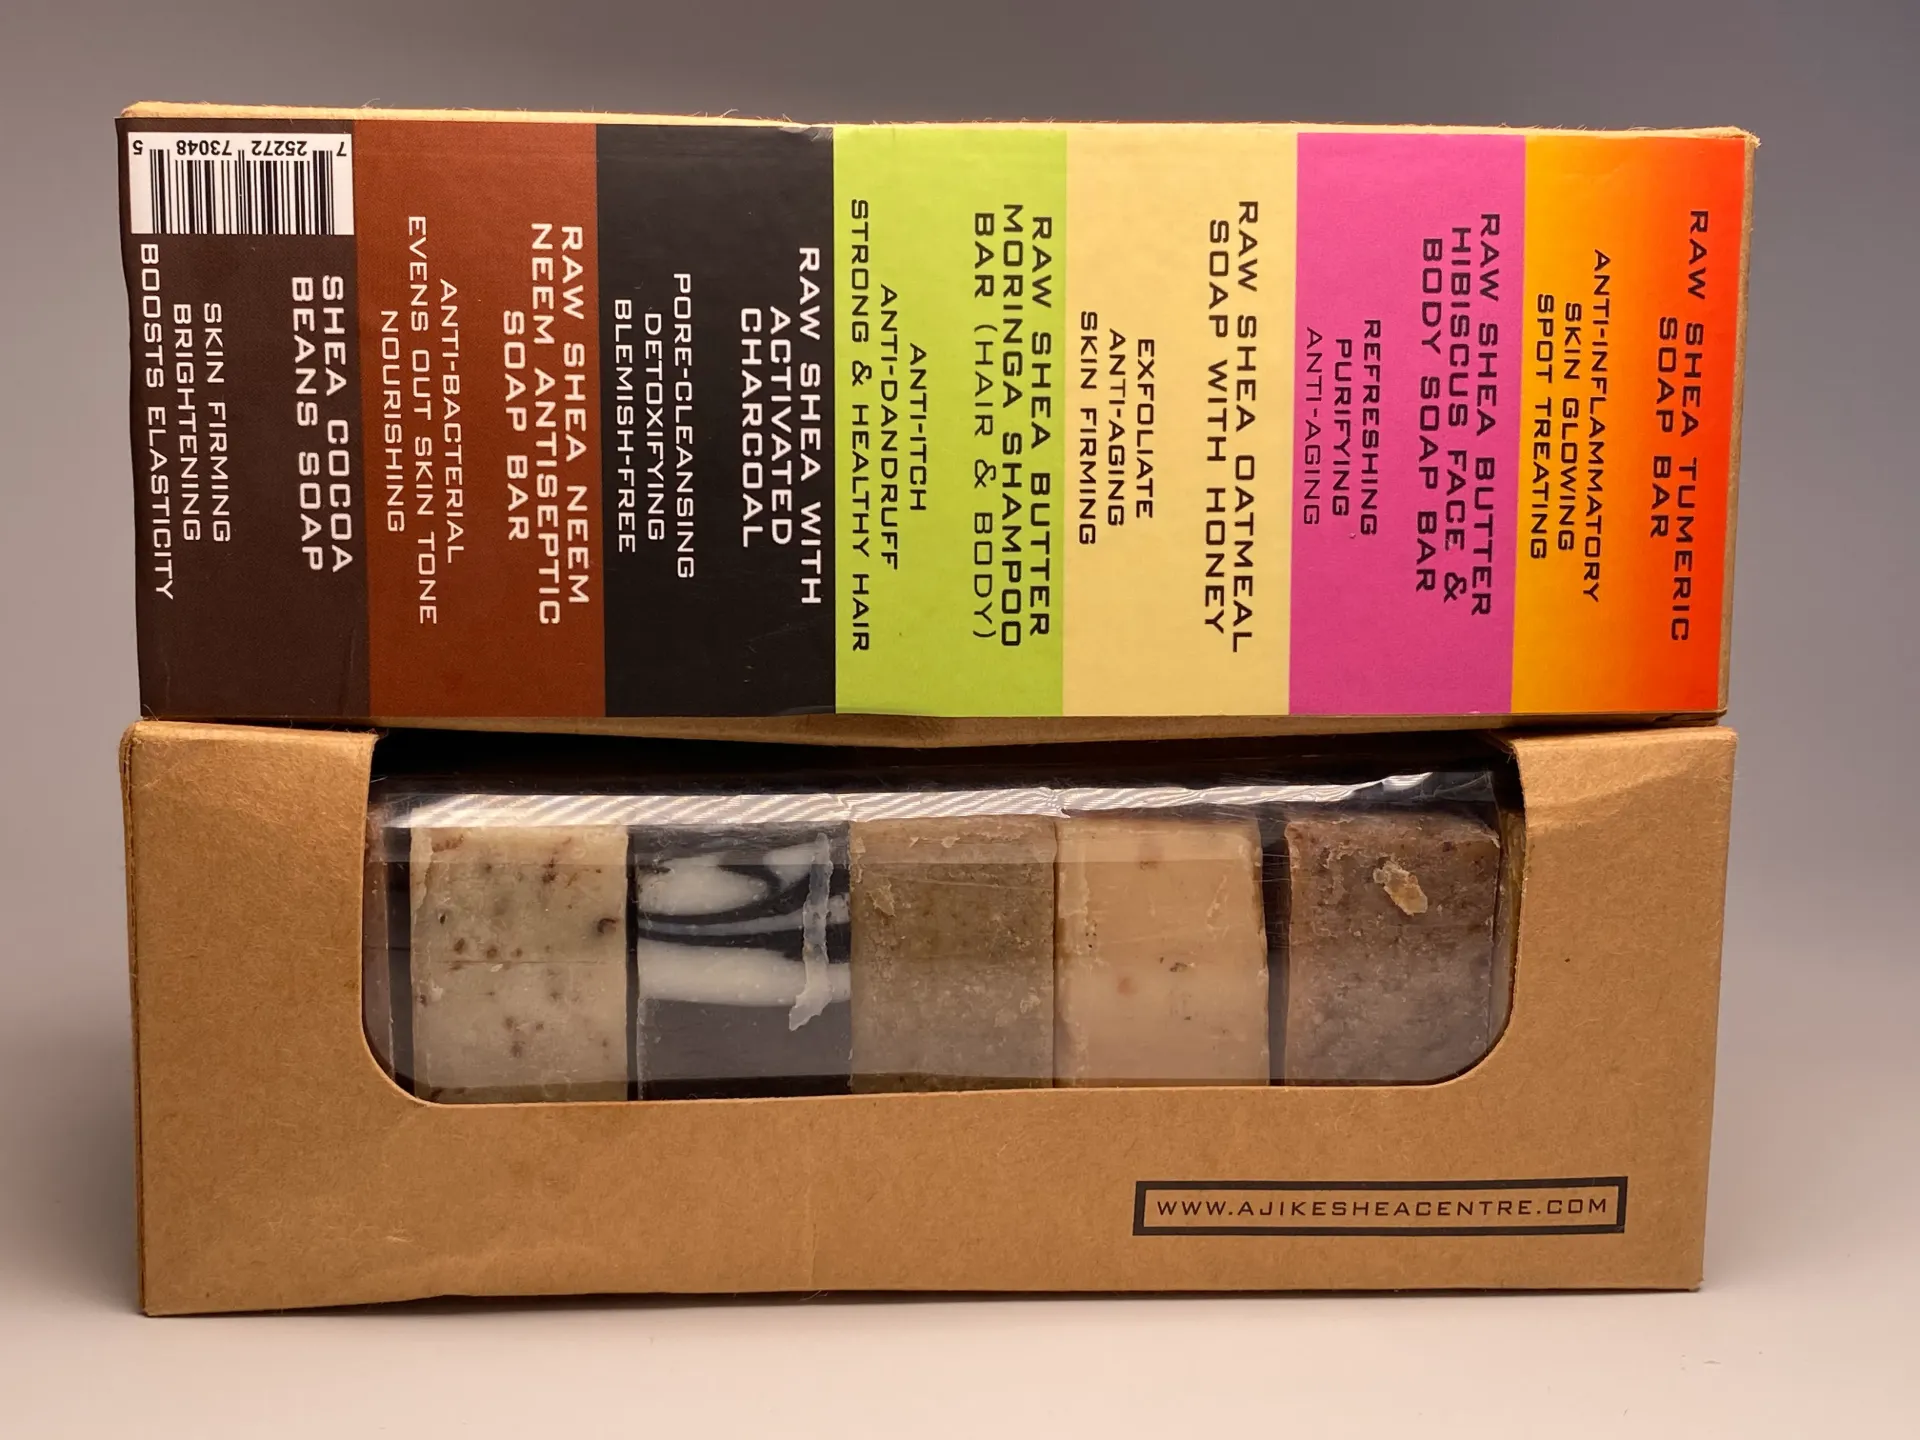 7 25272 73048 5
SHEA COCOA
BEANS SOAP
SKIN FIRMING
BRIGHTENING
BOOSTS ELASTICITY
RAW SHEA NEEM
NEEM ANTISEPTIC
SOAP BAR
ANTI-BACTERIAL
EVENS OUT SKIN TONE
NOURISHING
RAW SHEA WITH
ACTIVATED
CHARCOAL
PORE-CLEANSING
DETOXIFYING
BLEMISH-FREE
RAW SHEA BUTTER
MORINGA SHAMPOO
BAR (HAIR & BODY)
ANTI-ITCH
ANTI-DANDRUFF
STRONG & HEALTHY HAIR
RAW SHEA OATMEAL
SOAP WITH HONEY
EXFOLIATE
ANTI-AGING
SKIN FIRMING
RAW SHEA BUTTER
HIBISCUS FACE &
BODY SOAP BAR
REFRESHING
PURIFYING
ANTI-AGING
RAW SHEA TUMERIC
SOAP BAR
ANTI-INFLAMMATORY
SKIN GLOWING
SPOT TREATING
WWW.AJIKESHEACENTRE.COM